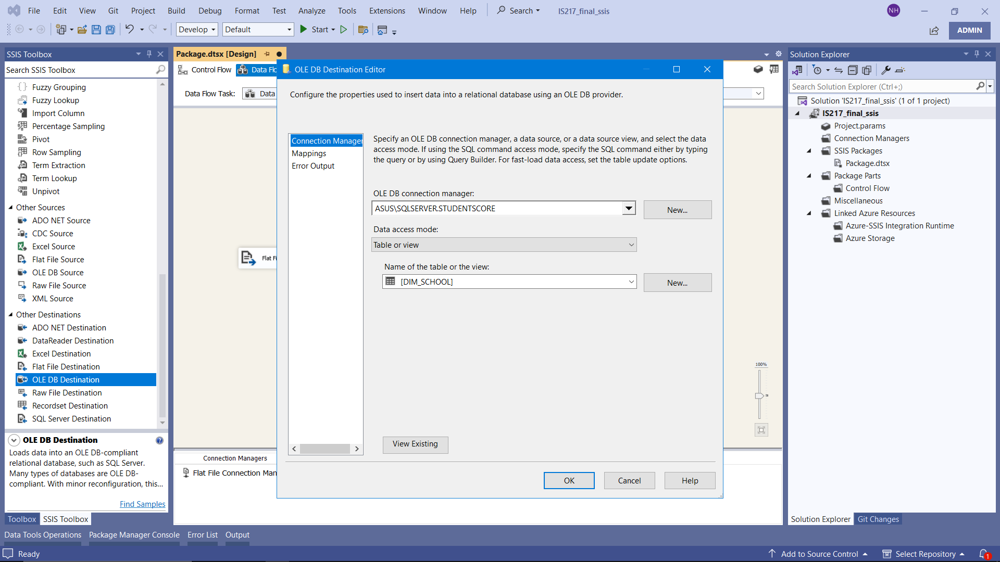 File Edit View Git Project Build Debug Format Test Analyze Tools Extensions Window Help Search IS217_final_ssis NH
Develop Default Start ADMIN
SSIS Toolbox
Search SSIS Toolbox
Fuzzy Grouping
Fuzzy Lookup
Import Column
Percentage Sampling
Pivot
Row Sampling
Term Extraction
Term Lookup
Unpivot
Other Sources
ADO NET Source
CDC Source
Excel Source
Flat File Source
OLE DB Source
Raw File Source
XML Source
Other Destinations
ADO NET Destination
DataReader Destination
Excel Destination
Flat File Destination
OLE DB Destination
Raw File Destination
Recordset Destination
SQL Server Destination
OLE DB Destination
Loads data into an OLE DB-compliant
relational database, such as SQL Server.
Many types of databases are OLE DB-
compliant. With minor reconfiguration, this...
Find Samples
Toolbox SSIS Toolbox
Package.dtsx [Design]
Control Flow Data Flo
Data Flow Task: Data
Flat Fi
100%
Connection Managers
Flat File Connection Man
OLE DB Destination Editor
Configure the properties used to insert data into a relational database using an OLE DB provider.
Connection Manager
Mappings
Error Output
Specify an OLE DB connection manager, a data source, or a data source view, and select the data
access mode. If using the SQL command access mode, specify the SQL command either by typing
the query or by using Query Builder. For fast-load data access, set the table update options.
OLE DB connection manager:
ASUS\SQLSERVER.STUDENTSCORE New...
Data access mode:
Table or view
Name of the table or the view:
[DIM_SCHOOL] New...
View Existing
OK Cancel Help
Solution Explorer
Search Solution Explorer (Ctrl+;)
Solution 'IS217_final_ssis' (1 of 1 project)
IS217_final_ssis
Project.params
Connection Managers
SSIS Packages
Package.dtsx
Package Parts
Control Flow
Miscellaneous
Linked Azure Resources
Azure-SSIS Integration Runtime
Azure Storage
Solution Explorer Git Changes
Data Tools Operations Package Manager Console Error List Output
Ready Add to Source Control Select Repository 1